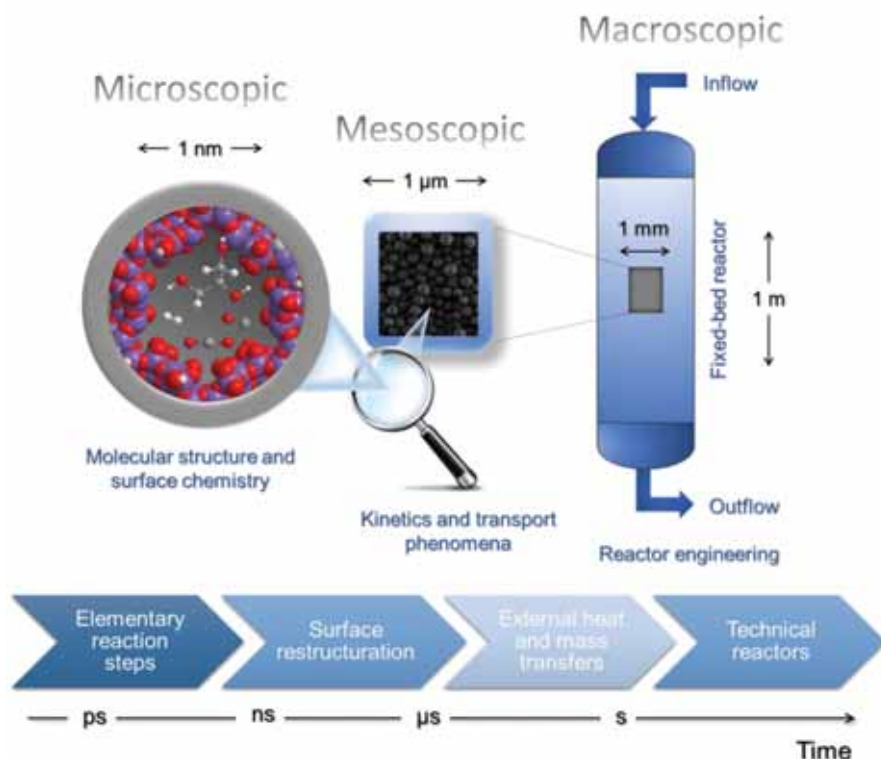 Macroscopic
Microscopic
Mesoscopic
Inflow
1 nm
1 µm
1 mm
1 m
Fixed-bed reactor
Molecular structure and
surface chemistry
Kinetics and transport
phenomena
Outflow
Reactor engineering
Elementary
reaction
steps
Surface
restructuration
External heat
and mass
transfers
Technical
reactors
ps
ns
µs
s
Time